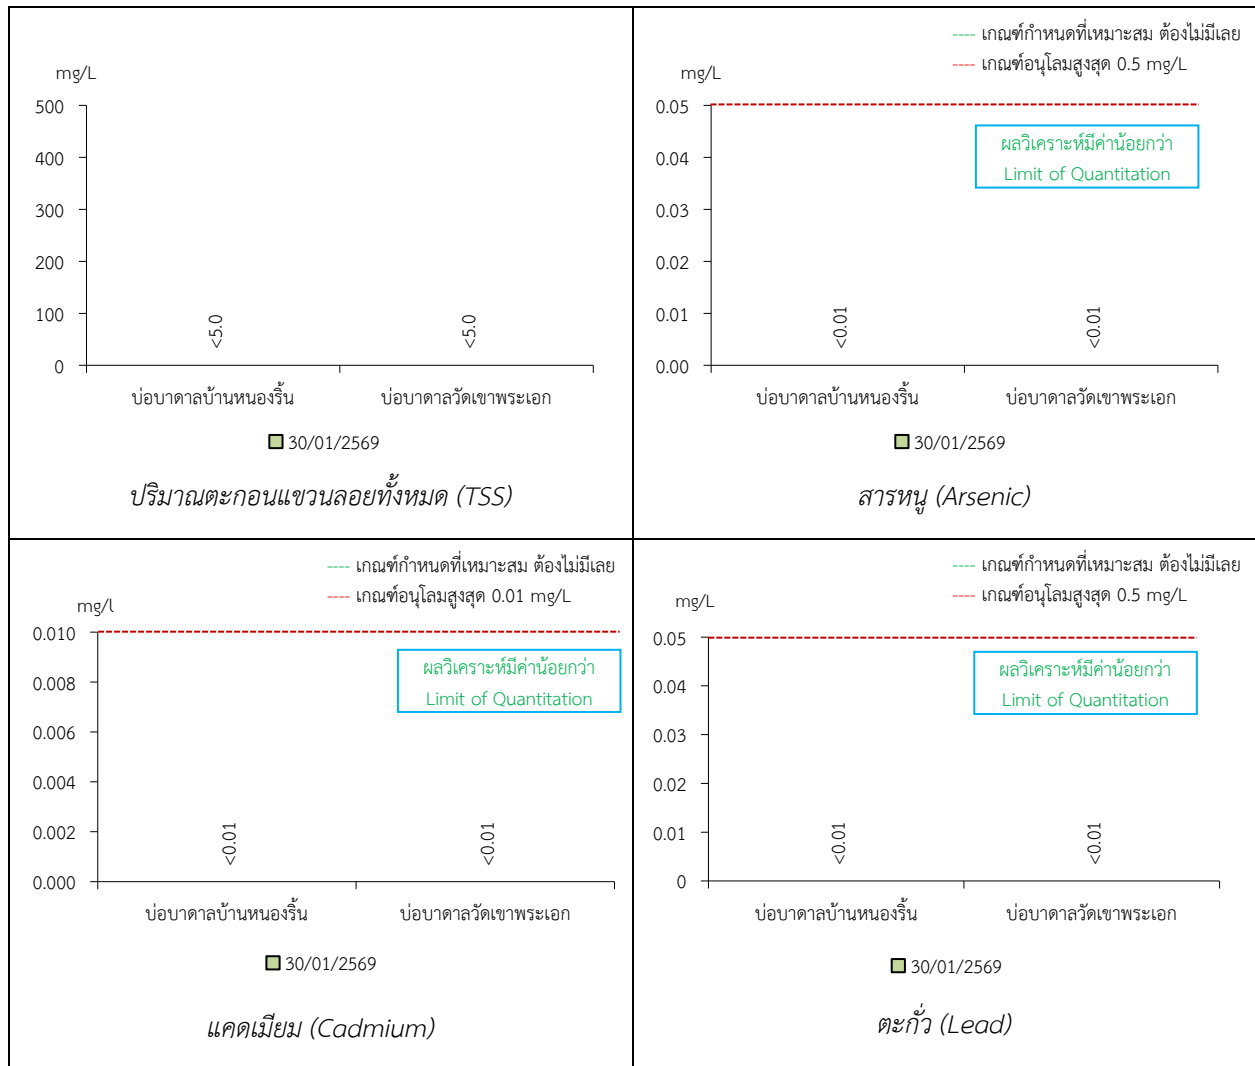 mg/L
500
400
300
200
100
0
<5.0 <5.0
บ่อบาดาลบ้านหนองริ้น บ่อบาดาลวัดเขาพระเอก
30/01/2569
ปริมาณตะกอนแขวนลอยทั้งหมด (TSS)
---- เกณฑ์กำหนดที่เหมาะสม ต้องไม่มีเลย
---- เกณฑ์อนุโลมสูงสุด 0.5 mg/L
mg/L
0.05
0.04
0.03
0.02
0.01
0.00
ผลวิเคราะห์มีค่าน้อยกว่า
Limit of Quantitation
<0.01 <0.01
บ่อบาดาลบ้านหนองริ้น บ่อบาดาลวัดเขาพระเอก
30/01/2569
สารหนู (Arsenic)
---- เกณฑ์กำหนดที่เหมาะสม ต้องไม่มีเลย
---- เกณฑ์อนุโลมสูงสุด 0.01 mg/L
mg/l
0.010
0.008
0.006
0.004
0.002
0.000
ผลวิเคราะห์มีค่าน้อยกว่า
Limit of Quantitation
<0.01 <0.01
บ่อบาดาลบ้านหนองริ้น บ่อบาดาลวัดเขาพระเอก
30/01/2569
แคดเมียม (Cadmium)
---- เกณฑ์กำหนดที่เหมาะสม ต้องไม่มีเลย
---- เกณฑ์อนุโลมสูงสุด 0.5 mg/L
mg/L
0.05
0.04
0.03
0.02
0.01
0
ผลวิเคราะห์มีค่าน้อยกว่า
Limit of Quantitation
<0.01 <0.01
บ่อบาดาลบ้านหนองริ้น บ่อบาดาลวัดเขาพระเอก
30/01/2569
ตะกั่ว (Lead)